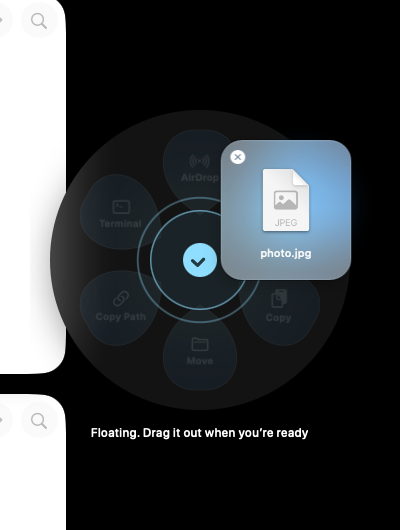 AirDrop
Terminal
JPEG
photo.jpg
Copy Path
Copy
Move
Floating. Drag it out when you're ready